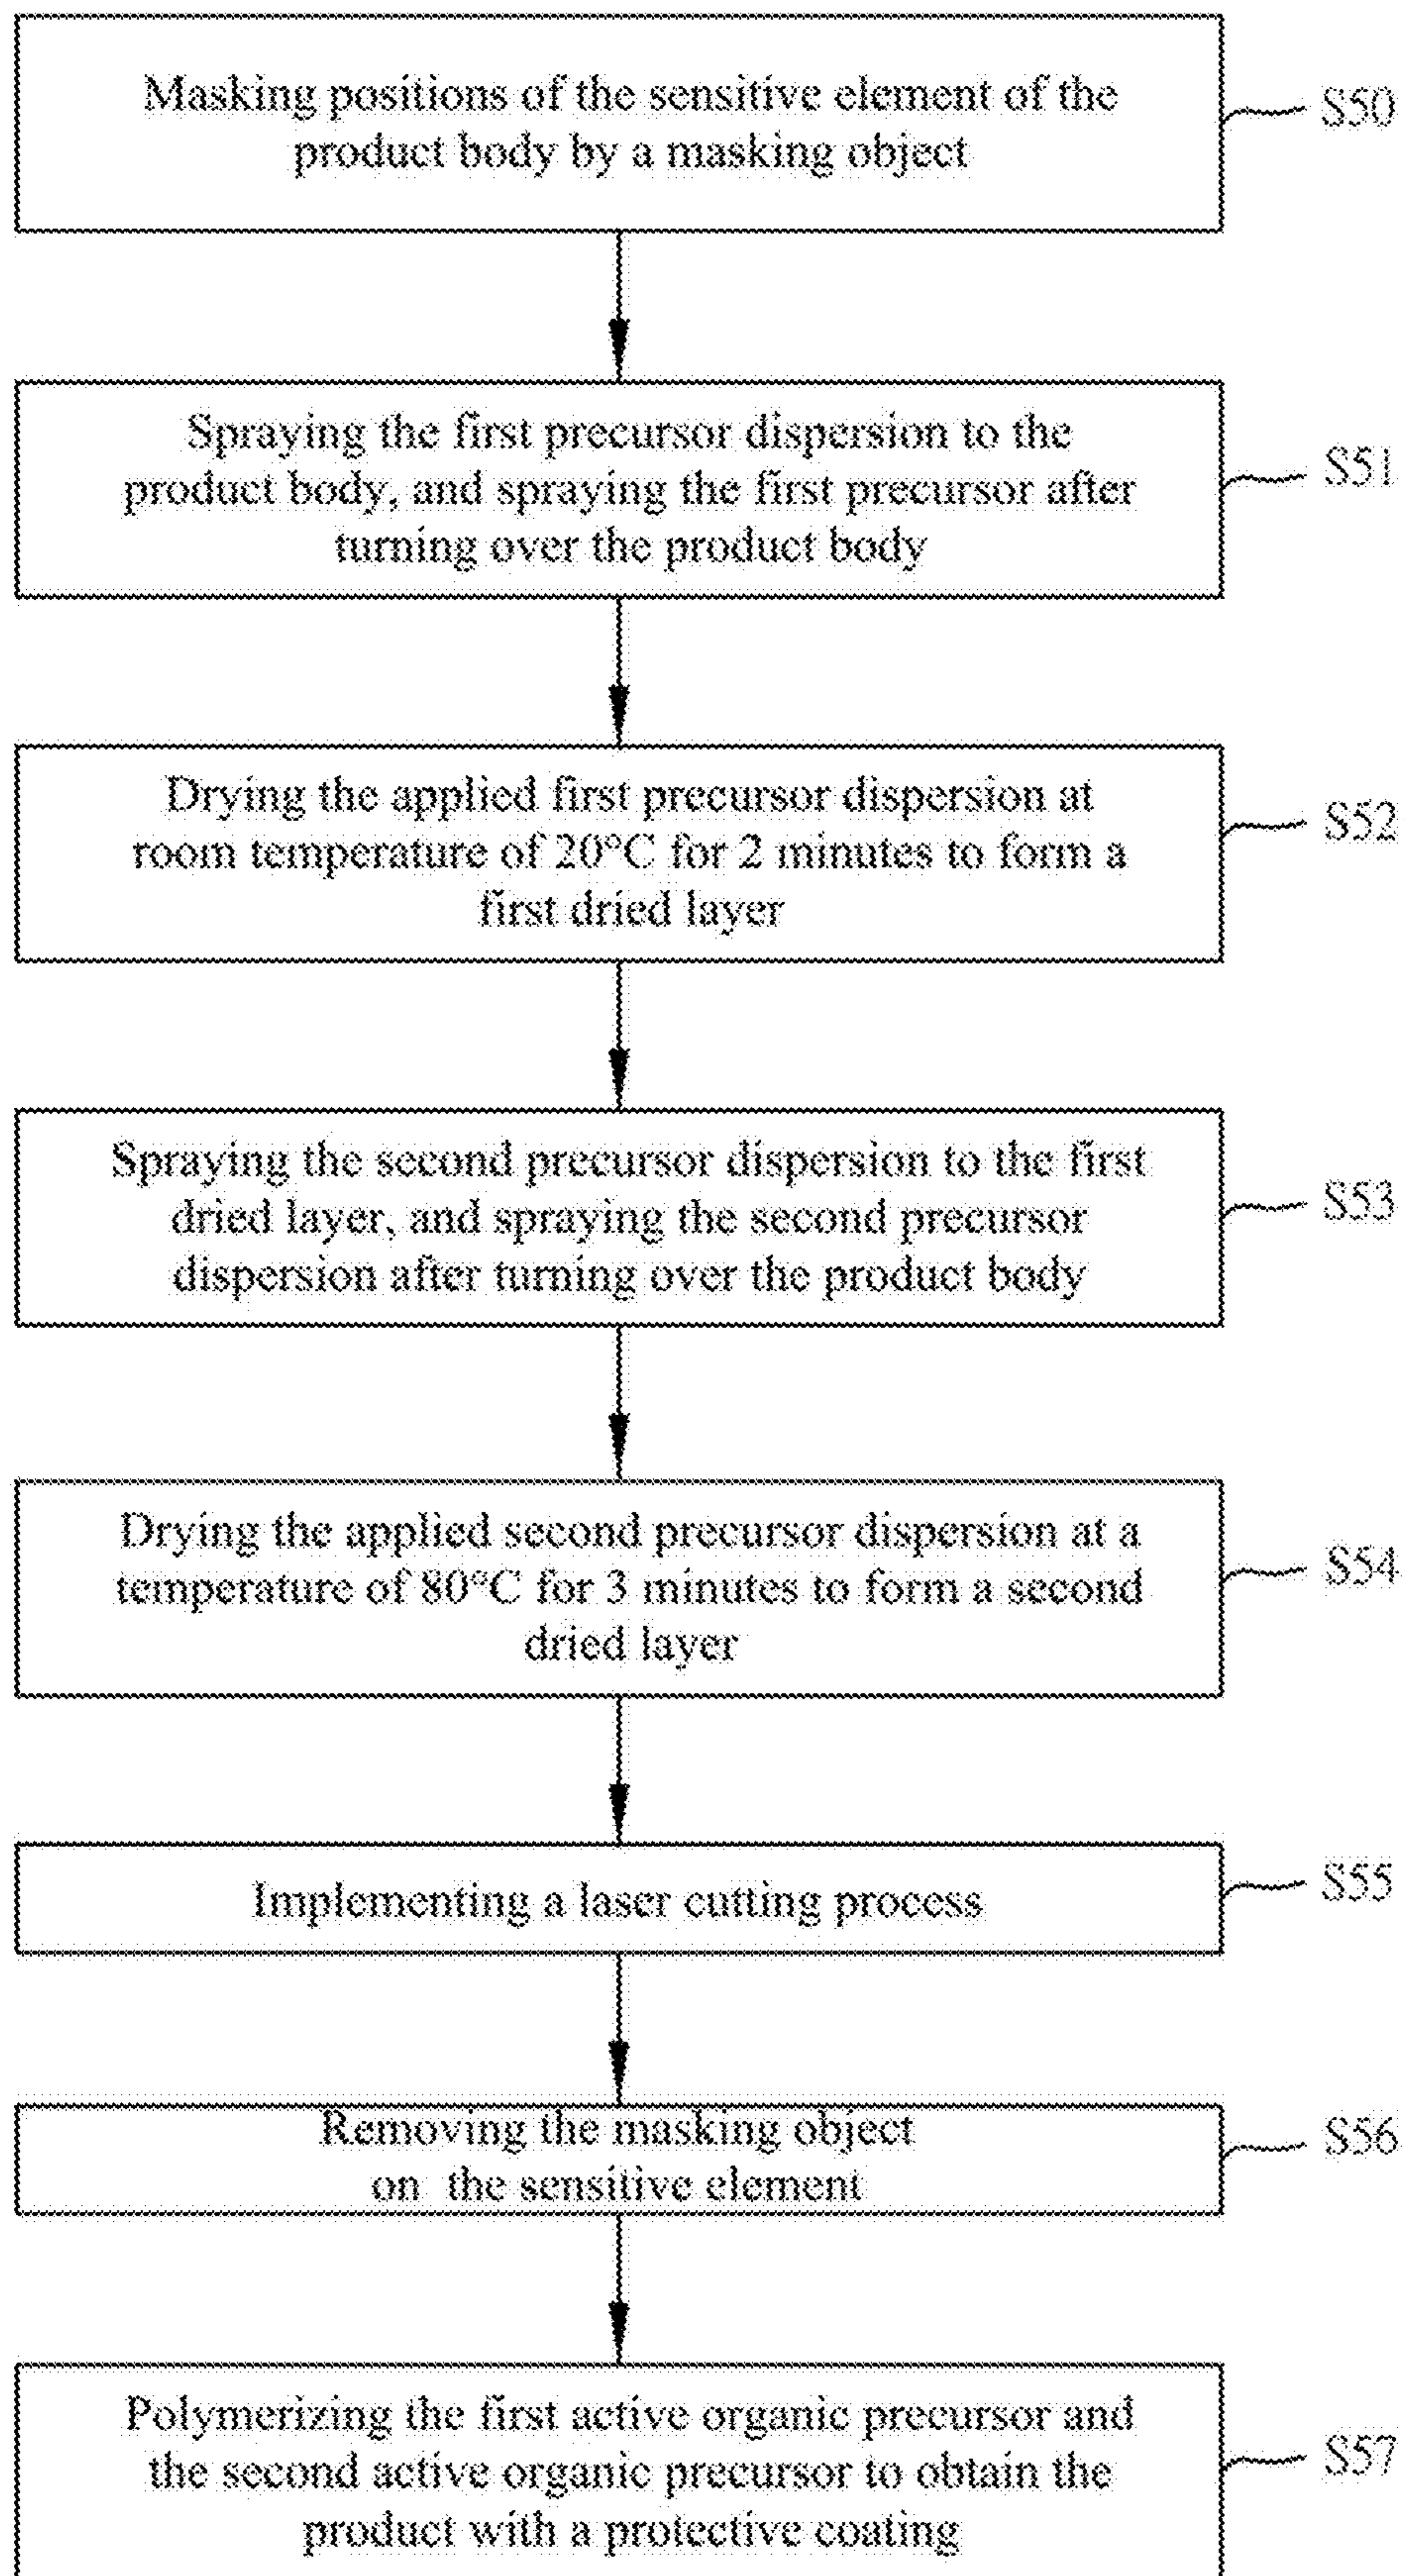 Masking positions of the sensitive element of the
product body by a masking object
S50
Spraying the first precursor dispersion to the
product body, and spraying the first precursor after
turning over the product body
S51
Drying the applied first precursor dispersion at
room temperature of 20°C for 2 minutes to form a
first dried layer
S52
Spraying the second precursor dispersion to the first
dried layer, and spraying the second precursor
dispersion after turning over the product body
S53
Drying the applied second precursor dispersion at a
temperature of 80°C for 3 minutes to form a second
dried layer
S54
Implementing a laser cutting process
S55
Removing the masking object
on the sensitive element
S56
Polymerizing the first active organic precursor and
the second active organic precursor to obtain the
product with a protective coating
S57